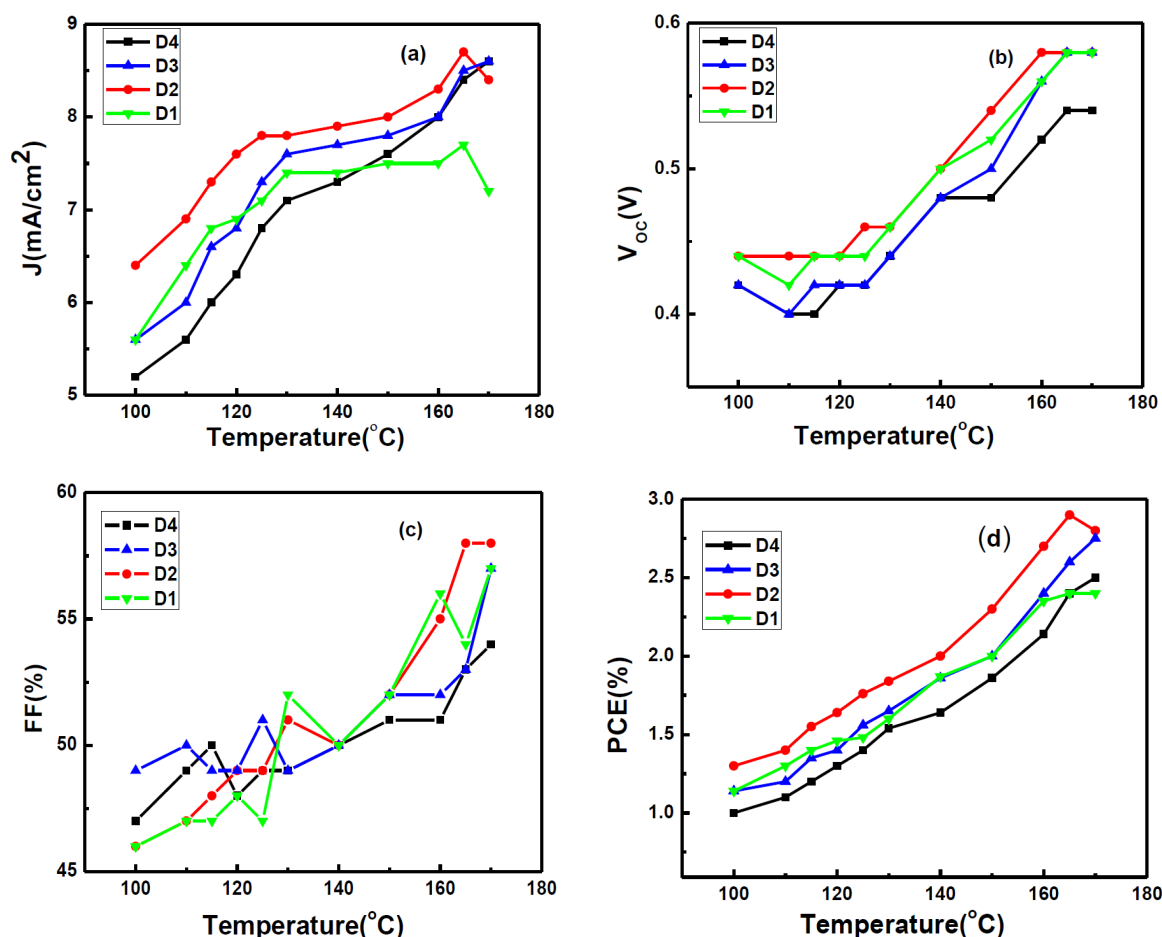 (a)
D4
D3
D2
D1
9
8
7
6
5
J(mA/cm²)
100 120 140 160 180
Temperature(°C)
(b)
D4
D3
D2
D1
0.6
0.5
0.4
V_OC(V)
100 120 140 160 180
Temperature(°C)
(c)
D4
D3
D2
D1
60
55
50
45
FF(%)
100 120 140 160 180
Temperature(°C)
(d)
D4
D3
D2
D1
3.0
2.5
2.0
1.5
1.0
PCE(%)
100 120 140 160 180
Temperature(°C)